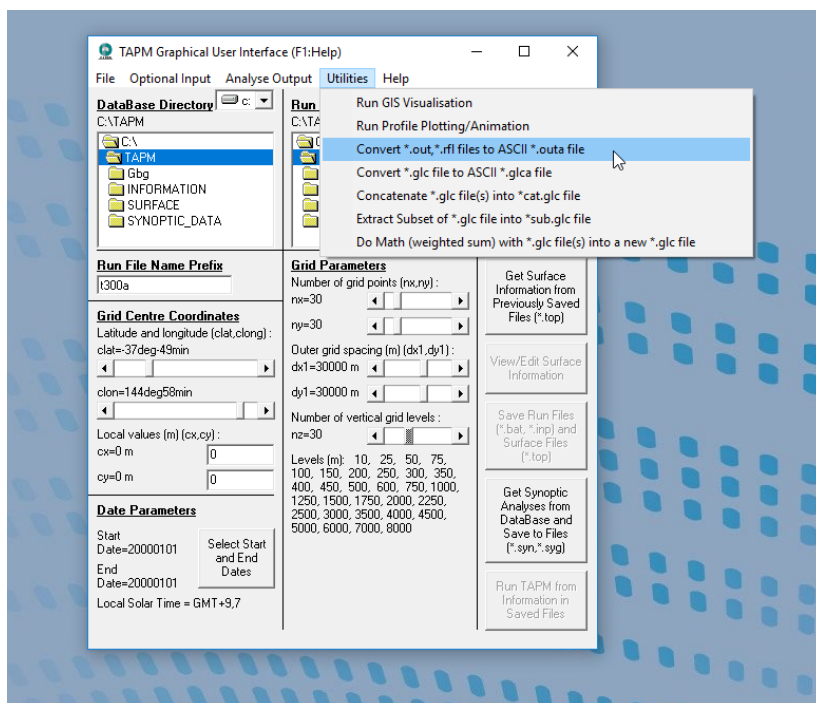 TAPM Graphical User Interface (F1:Help)
File Optional Input Analyse Output Utilities Help
Run GIS Visualisation
Run Profile Plotting/Animation
Convert *.out,*.rfl files to ASCII *.outa file
Convert *.glc file to ASCII *.glca file
Concatenate *.glc file(s) into *cat.glc file
Extract Subset of *.glc file into *sub.glc file
Do Math (weighted sum) with *.glc file(s) into a new *.glc file
DataBase Directory
c:
C:\TAPM
C:\
TAPM
Gbg
INFORMATION
SURFACE
SYNOPTIC_DATA
Run
C:\TA
Run File Name Prefix
t300a
Grid Centre Coordinates
Latitude and longitude (clat,clong) :
clat=-37deg-49min
clon=144deg58min
Local values (m) (cx,cy) :
cx=0 m
0
cy=0 m
0
Date Parameters
Start
Date=20000101
End
Date=20000101
Select Start
and End
Dates
Local Solar Time = GMT+9,7
Grid Parameters
Number of grid points (nx,ny) :
nx=30
ny=30
Outer grid spacing (m) (dx1,dy1) :
dx1=30000 m
dy1=30000 m
Number of vertical grid levels :
nz=30
Levels (m): 10, 25, 50, 75,
100, 150, 200, 250, 300, 350,
400, 450, 500, 600, 750, 1000,
1250, 1500, 1750, 2000, 2250,
2500, 3000, 3500, 4000, 4500,
5000, 6000, 7000, 8000
Get Surface
Information from
Previously Saved
Files (*.top)
View/Edit Surface
Information
Save Run Files
(*.bat, *.inp) and
Surface Files
(*.top)
Get Synoptic
Analyses from
DataBase and
Save to Files
(*.syn,*.syg)
Run TAPM from
Information in
Saved Files